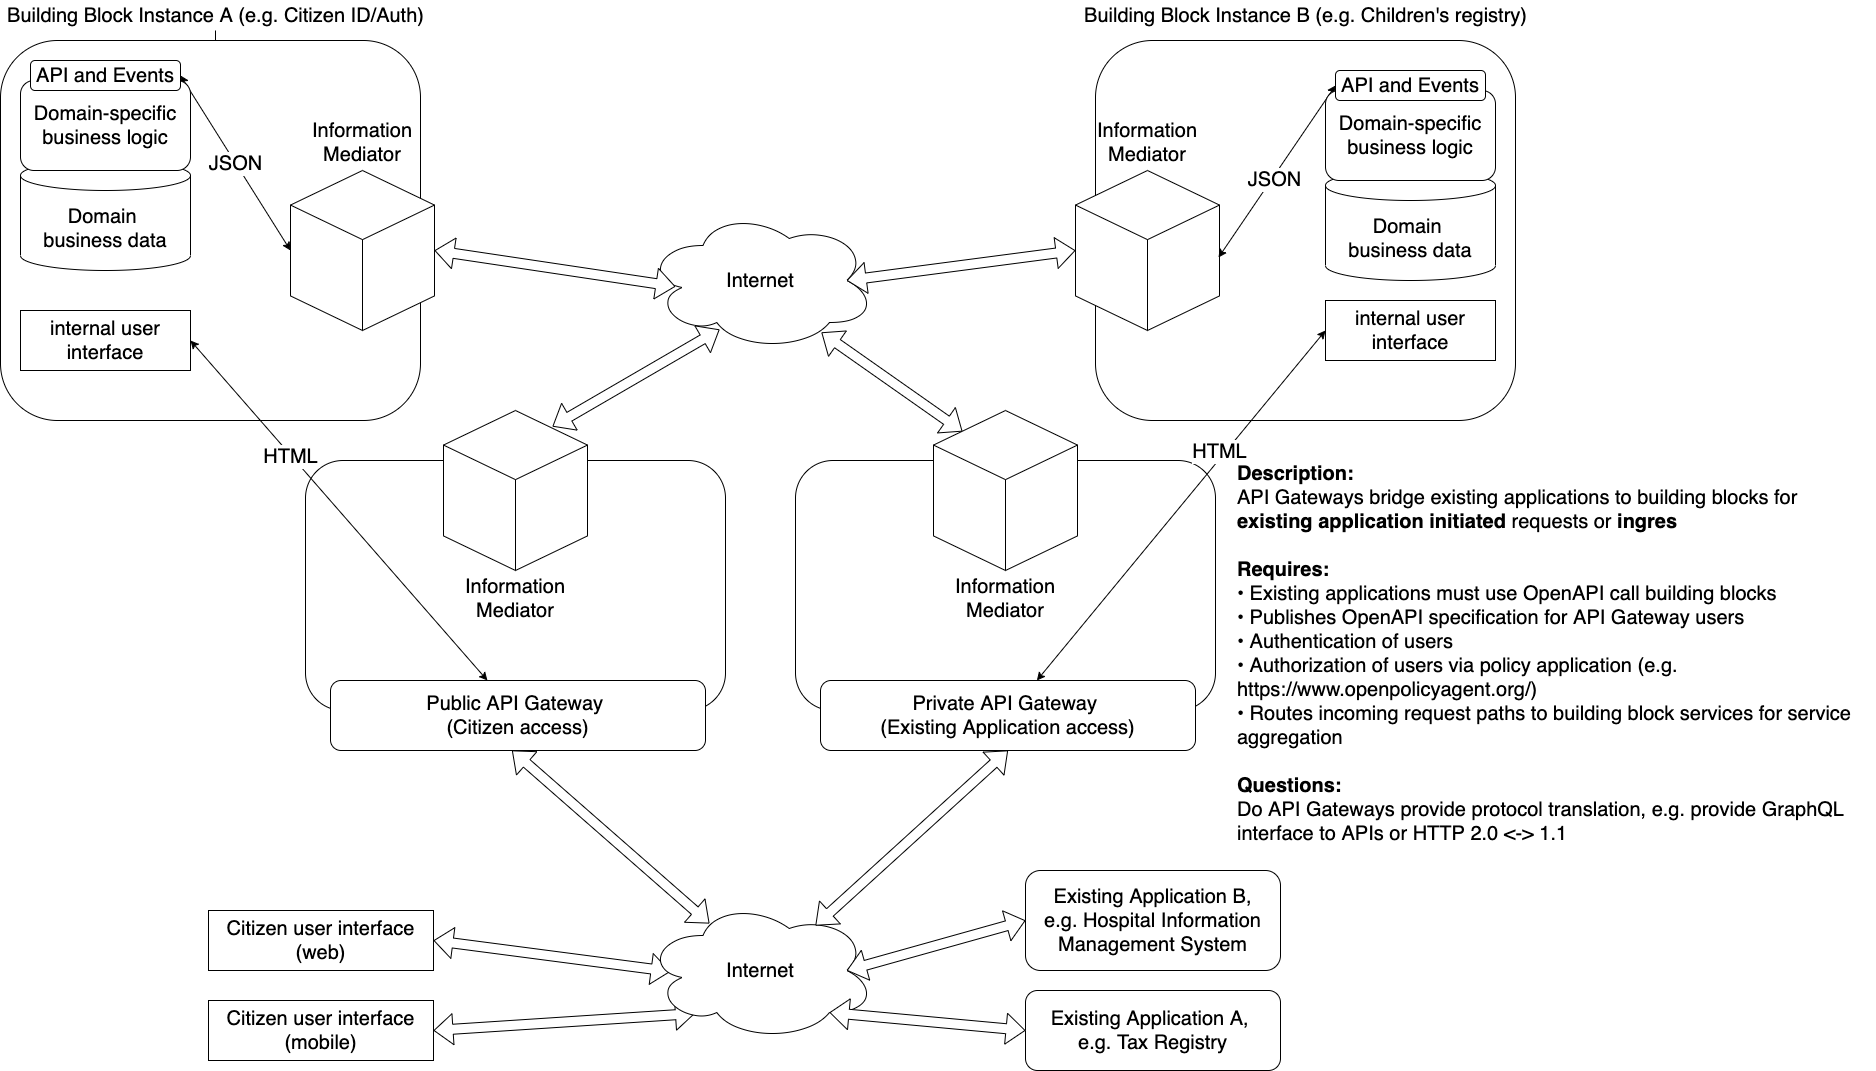 Building Block Instance A (e.g. Citizen ID/Auth)
Building Block Instance B (e.g. Children's registry)
API and Events
Domain-specific
business logic
Domain
business data
JSON
Information
Mediator
internal user
interface
HTML
Internet
Information
Mediator
JSON
API and Events
Domain-specific
business logic
Domain
business data
internal user
interface
HTML
Information
Mediator
Public API Gateway
(Citizen access)
Information
Mediator
Private API Gateway
(Existing Application access)
Description:
API Gateways bridge existing applications to building blocks for
existing application initiated requests or ingres
Requires:
• Existing applications must use OpenAPI call building blocks
• Publishes OpenAPI specification for API Gateway users
• Authentication of users
• Authorization of users via policy application (e.g.
https://www.openpolicyagent.org/)
• Routes incoming request paths to building block services for service
aggregation
Questions:
Do API Gateways provide protocol translation, e.g. provide GraphQL
interface to APIs or HTTP 2.0 <-> 1.1
Citizen user interface
(web)
Citizen user interface
(mobile)
Internet
Existing Application B,
e.g. Hospital Information
Management System
Existing Application A,
e.g. Tax Registry